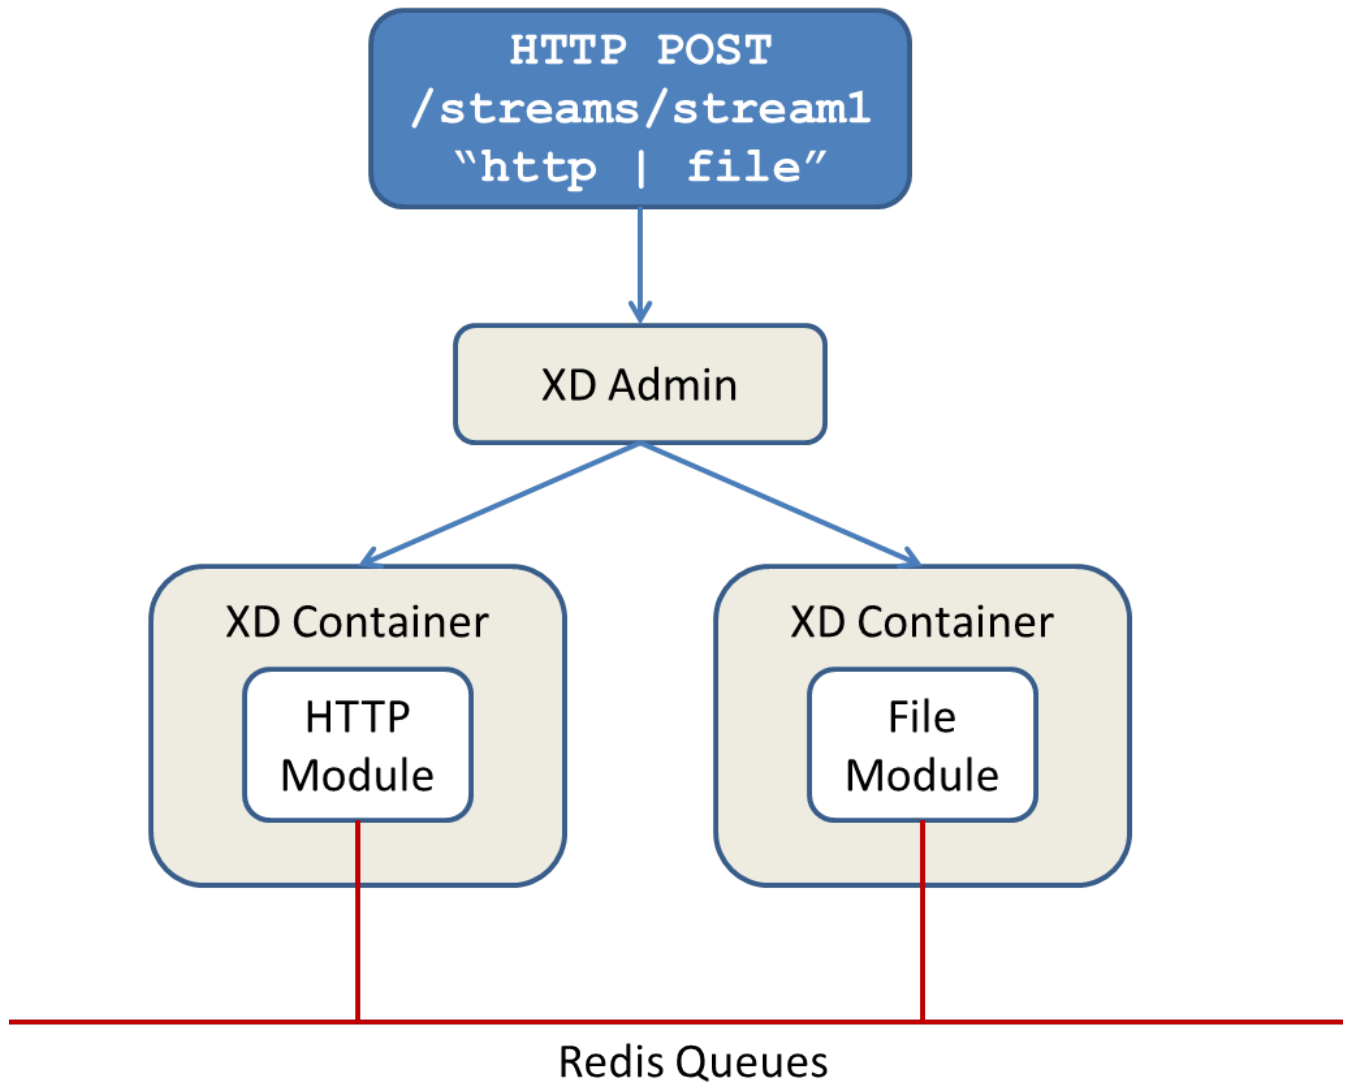 HTTP POST
/streams/stream1
“http | file”
XD Admin
XD Container
HTTP
Module
XD Container
File
Module
Redis Queues